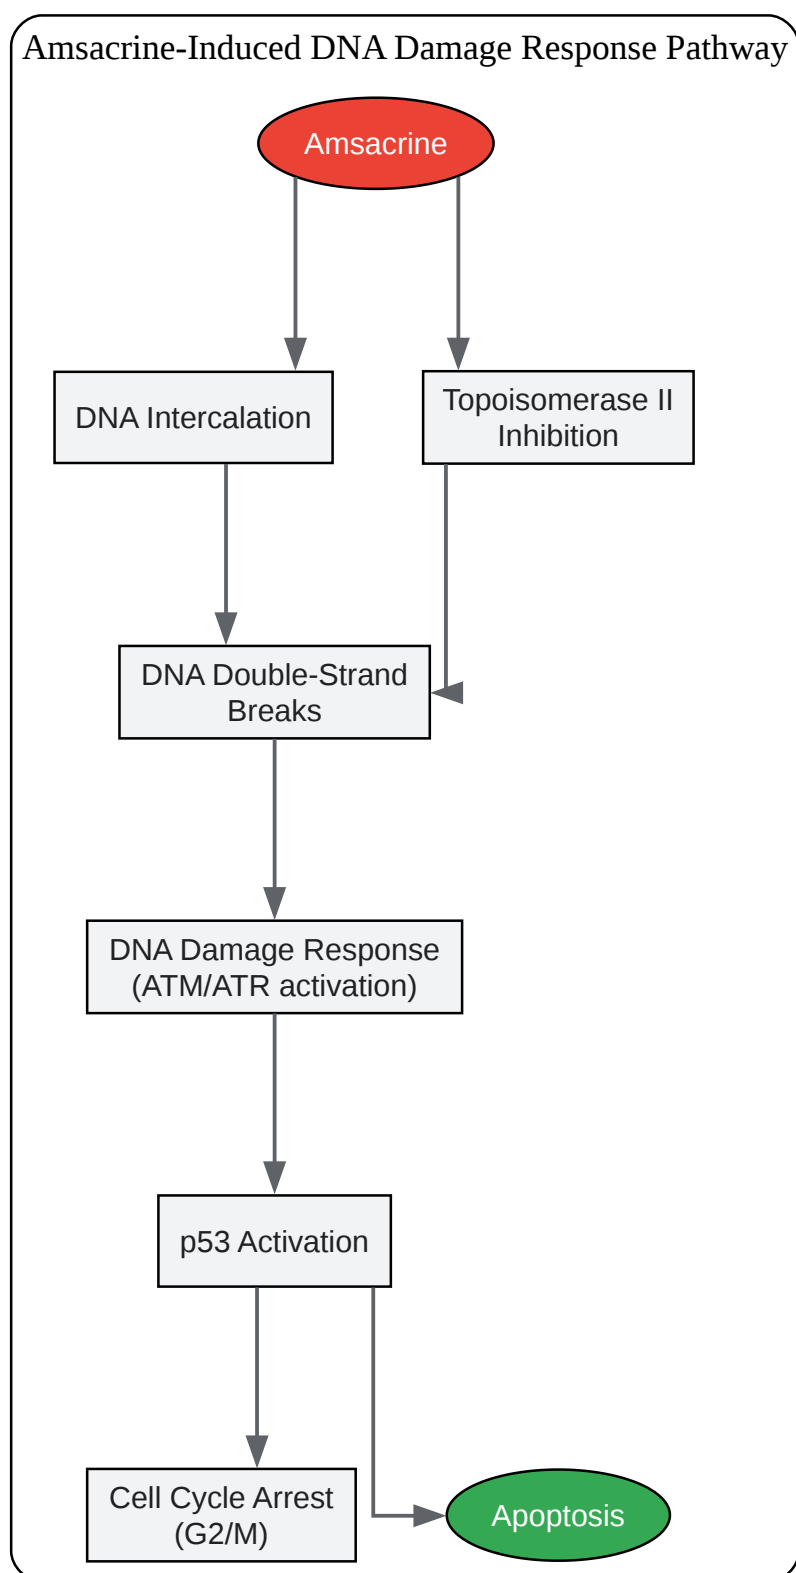 Amsacrine-Induced DNA Damage Response Pathway
Amsacrine
DNA Intercalation
Topoisomerase II
Inhibition
DNA Double-Strand
Breaks
DNA Damage Response
(ATM/ATR activation)
p53 Activation
Cell Cycle Arrest
(G2/M)
Apoptosis